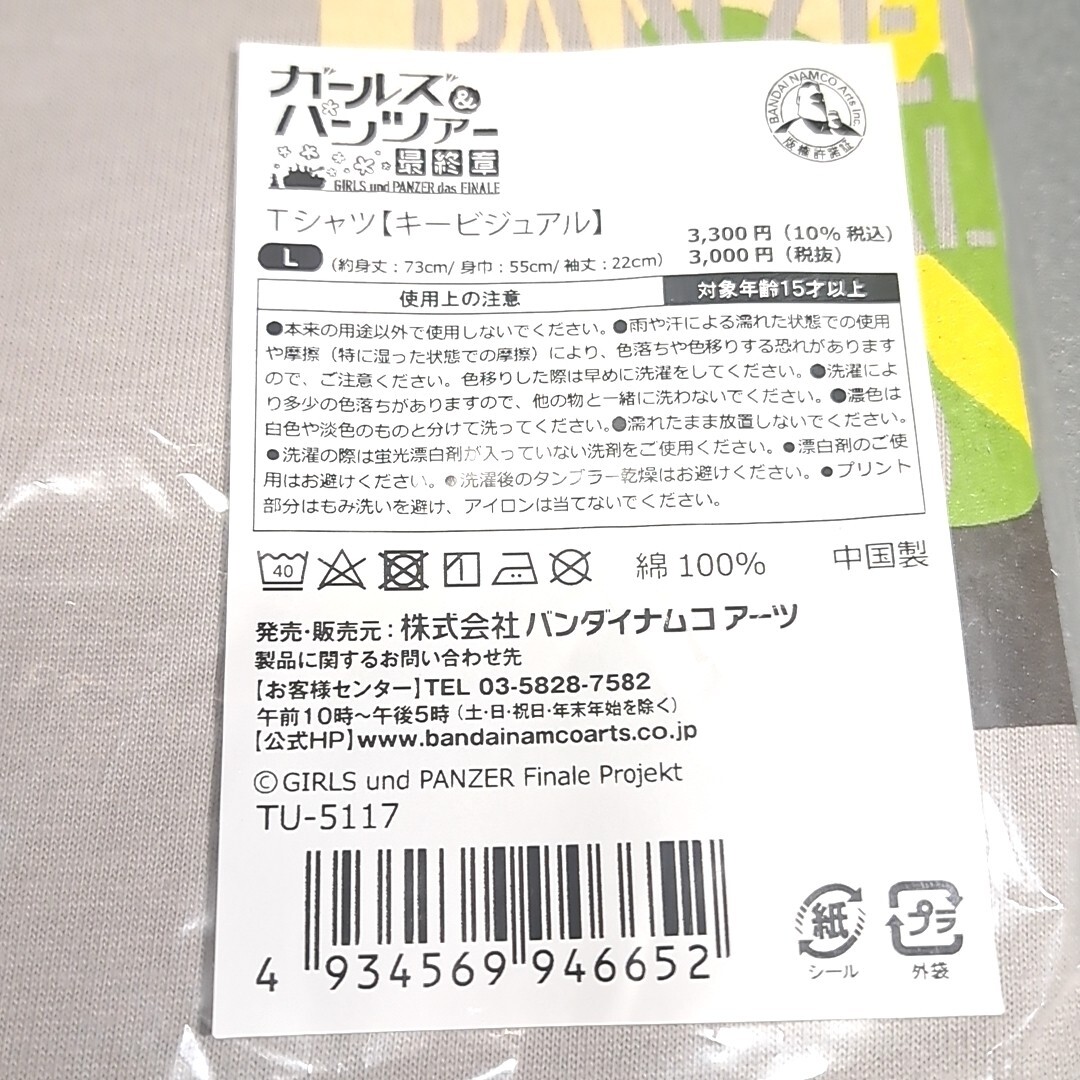 PANZER
ガールズ&
パンツァー
最終章
GIRLS und PANZER das FINALE
BANDAI NAMCO Arts Inc.
版権許諾証
Tシャツ【キービジュアル】
3,300円(10%税込)
L (約身丈:73cm/ 身巾:55cm/ 袖丈:22cm) 3,000円(税抜)
使用上の注意 対象年齢15才以上
●本来の用途以外で使用しないでください。●雨や汗による濡れた状態での使用
や摩擦(特に湿った状態での摩擦)により、色落ちや色移りする恐れがあります
ので、ご注意ください。色移りした際は早めに洗濯をしてください。●洗濯によ
り多少の色落ちがありますので、他の物と一緒に洗わないでください。●濃色は
白色や淡色のものと分けて洗ってください。●濡れたまま放置しないでください。
●洗濯の際は蛍光漂白剤が入っていない洗剤をご使用ください。●漂白剤のご使
用はお避けください。●洗濯後のタンブラー乾燥はお避けください。●プリント
部分はもみ洗いを避け、アイロンは当てないでください。
40 綿 100% 中国製
発売・販売元:株式会社バンダイナムコアーツ
製品に関するお問い合わせ先
【お客様センター】TEL 03-5828-7582
午前10時~午後5時(土・日・祝日・年末年始を除く)
【公式HP】www.bandainamcoarts.co.jp
©GIRLS und PANZER Finale Projekt
TU-5117
4 934569 946652
紙 プラ
シール 外袋